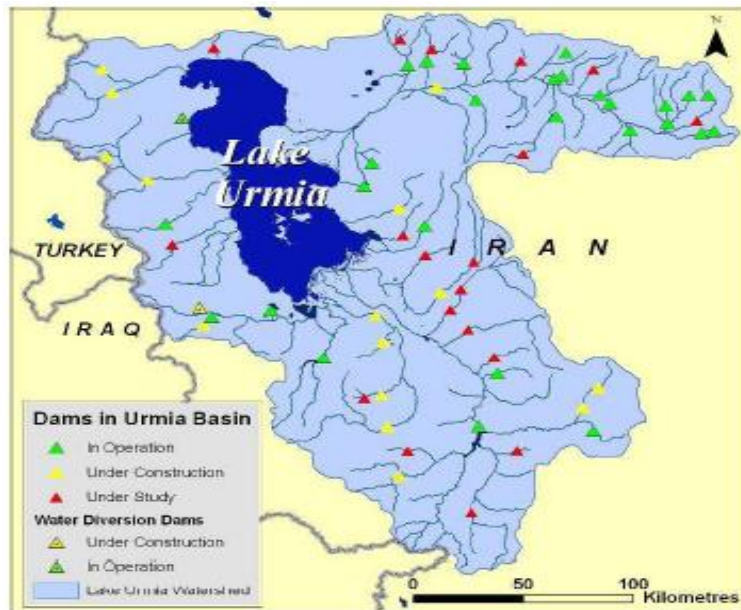 N
Lake
Urmia
TURKEY
IRAN
IRAQ
Dams in Urmia Basin
In Operation
Under Construction
Under Study
Water Diversion Dams
Under Construction
In Operation
Lake Urmia Watershed
0 50 100
Kilometres